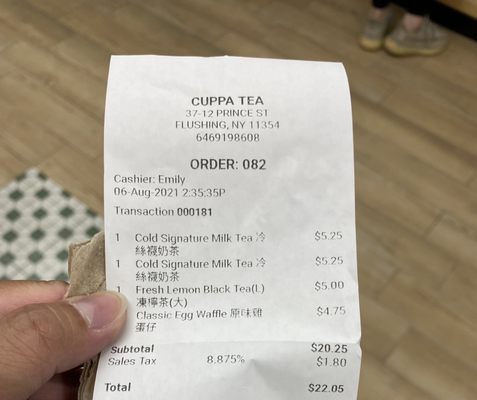 CUPPA TEA
37-12 PRINCE ST
FLUSHING, NY 11354
6469198608
ORDER: 082
Cashier: Emily
06-Aug-2021 2:35:35P
Transaction 000181
1 Cold Signature Milk Tea 冷 $5.25
絲襪奶茶
1 Cold Signature Milk Tea 冷 $5.25
絲襪奶茶
1 Fresh Lemon Black Tea(L) $5.00
凍檸茶(大)
Classic Egg Waffle 原味雞 $4.75
蛋仔
Subtotal $20.25
Sales Tax 8.875% $1.80
Total $22.05